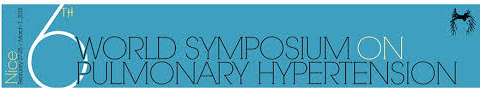 Nice
6TH
WORLD SYMPOSIUM ON
PULMONARY HYPERTENSION